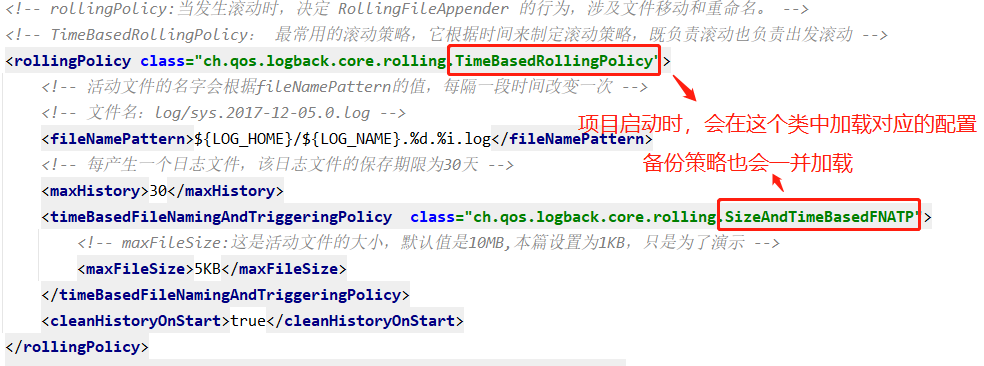 <!-- rollingPolicy:当发生滚动时，决定 RollingFileAppender 的行为，涉及文件移动和重命名。 -->
<!-- TimeBasedRollingPolicy： 最常用的滚动策略，它根据时间来制定滚动策略，既负责滚动也负责出发滚动 -->
<rollingPolicy class="ch.qos.logback.core.rolling.TimeBasedRollingPolicy">
<!-- 活动文件的名字会根据fileNamePattern的值，每隔一段时间改变一次 -->
<!-- 文件名：log/sys.2017-12-05.0.log -->
项目启动时，会在这个类中加载对应的配置
<fileNamePattern>${LOG_HOME}/${LOG_NAME}.%d.%i.log</fileNamePattern>
<!-- 每产生一个日志文件，该日志文件的保存期限为30天 -->
备份策略也会一并加载
<maxHistory>30</maxHistory>
<timeBasedFileNamingAndTriggeringPolicy  class="ch.qos.logback.core.rolling.SizeAndTimeBasedFNATP">
<!-- maxFileSize:这是活动文件的大小，默认值是10MB,本篇设置为1KB，只是为了演示 -->
<maxFileSize>5KB</maxFileSize>
</timeBasedFileNamingAndTriggeringPolicy>
<cleanHistoryOnStart>true</cleanHistoryOnStart>
</rollingPolicy>